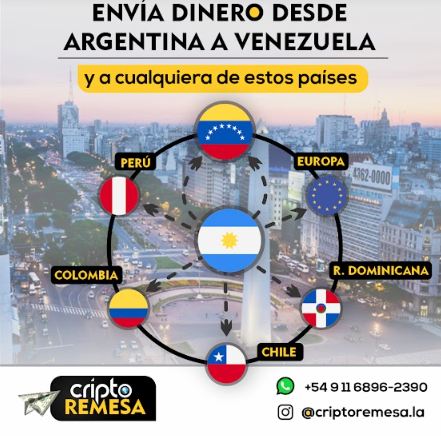 ENVÍA DINERO DESDE
ARGENTINA A VENEZUELA
y a cualquiera de estos países
PERÚ
EUROPA
4362-0000
COLOMBIA
R. DOMINICANA
CHILE
cripto
REMESA
+54 9 11 6896-2390
@criptoremesa.la